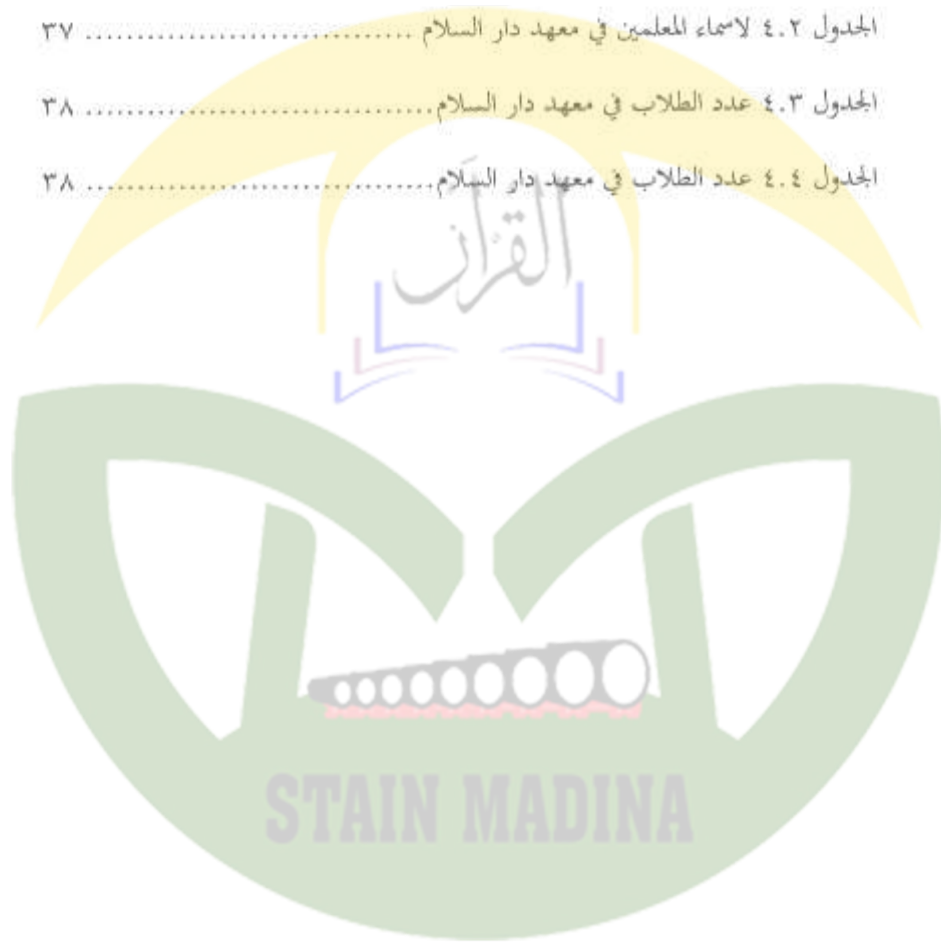 الجدول ٤.٢ لاسماء المعلمين في معهد دار السلام ................................ ٣٧
الجدول ٤.٣ عدد الطلاب في معهد دار السلام.................................. ٣٨
الجدول ٤.٤ عدد الطلاب في معهد دار السلام.................................. ٣٨
القرآن
STAIN MADINA